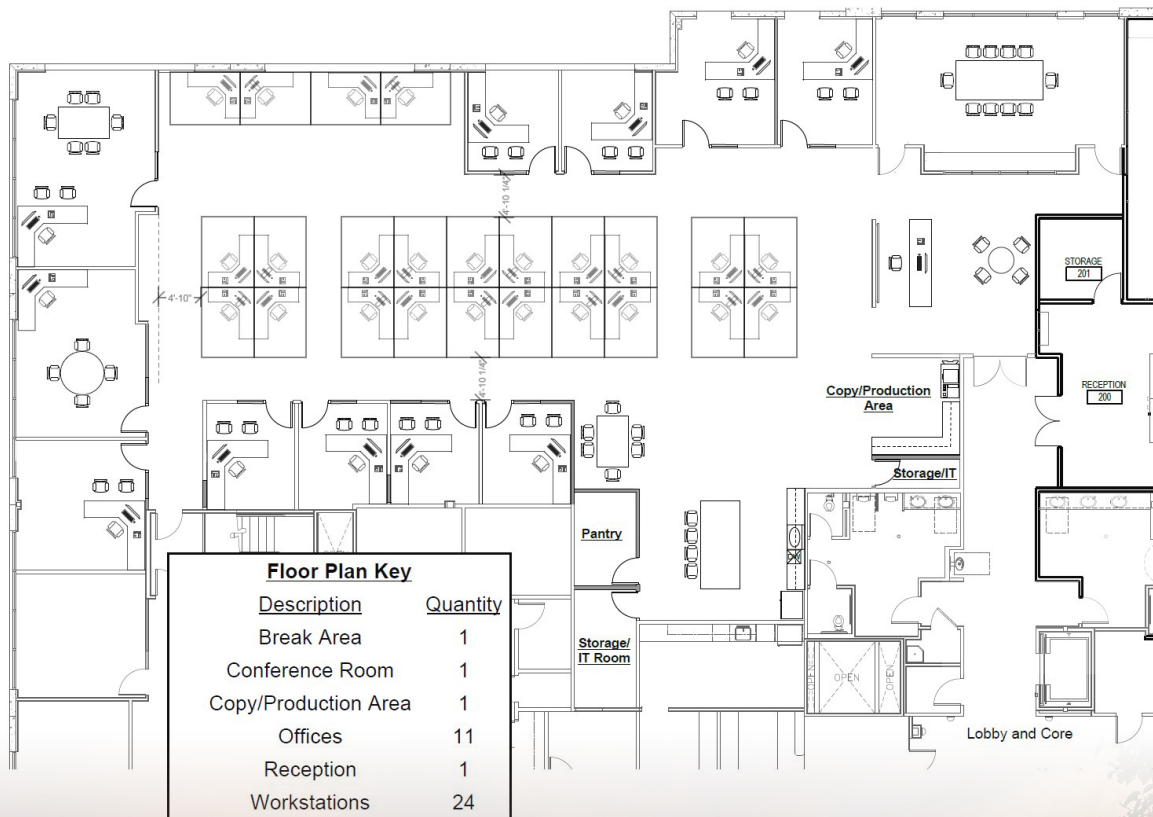 4'-10 1/4"
STORAGE
201
4'-10"
4'-10 1/4"
RECEPTION
200
Copy/Production
Area
Storage/IT
Pantry
Storage/
IT Room
OPEN
OPEN
OPEN
Lobby and Core
Floor Plan Key
Description Quantity
Break Area 1
Conference Room 1
Copy/Production Area 1
Offices 11
Reception 1
Workstations 24